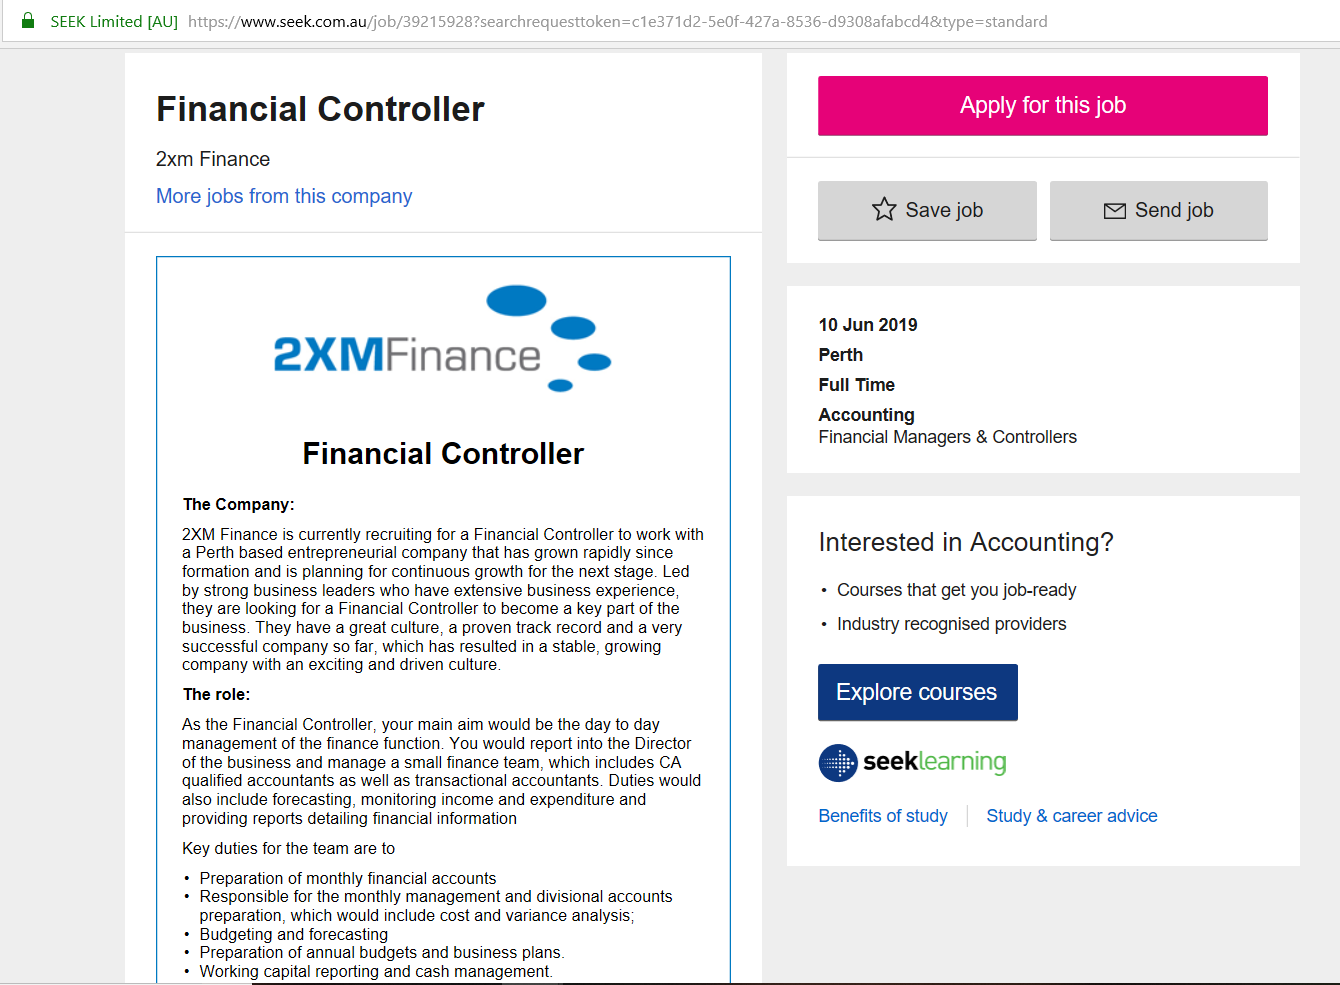 SEEK Limited [AU] https://www.seek.com.au/job/39215928?searchrequesttoken=c1e371d2-5e0f-427a-8536-d9308afabcd4&type=standard
Financial Controller
2xm Finance
More jobs from this company
2XMFinance
Financial Controller
The Company:
2XM Finance is currently recruiting for a Financial Controller to work with
a Perth based entrepreneurial company that has grown rapidly since
formation and is planning for continuous growth for the next stage. Led
by strong business leaders who have extensive business experience,
they are looking for a Financial Controller to become a key part of the
business. They have a great culture, a proven track record and a very
successful company so far, which has resulted in a stable, growing
company with an exciting and driven culture.
The role:
As the Financial Controller, your main aim would be the day to day
management of the finance function. You would report into the Director
of the business and manage a small finance team, which includes CA
qualified accountants as well as transactional accountants. Duties would
also include forecasting, monitoring income and expenditure and
providing reports detailing financial information
Key duties for the team are to
• Preparation of monthly financial accounts
• Responsible for the monthly management and divisional accounts
preparation, which would include cost and variance analysis;
• Budgeting and forecasting
• Preparation of annual budgets and business plans.
• Working capital reporting and cash management.
Apply for this job
Save job
Send job
10 Jun 2019
Perth
Full Time
Accounting
Financial Managers & Controllers
Interested in Accounting?
• Courses that get you job-ready
• Industry recognised providers
Explore courses
seeklearning
Benefits of study
Study & career advice